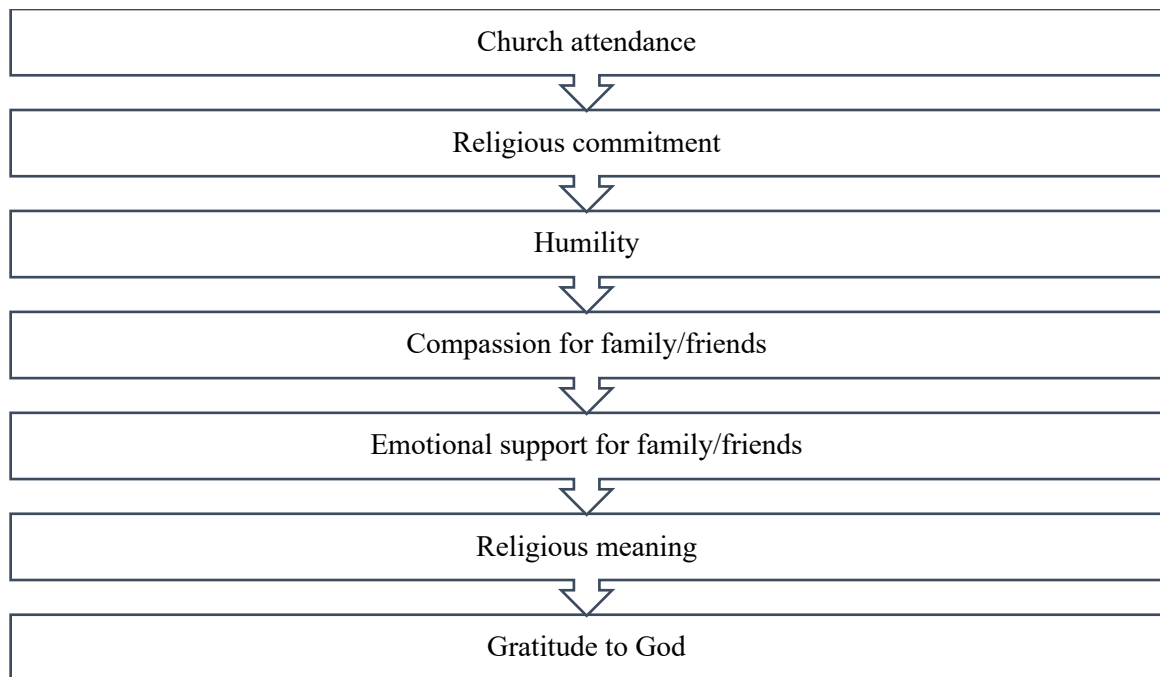 Church attendance
Religious commitment
Humility
Compassion for family/friends
Emotional support for family/friends
Religious meaning
Gratitude to God